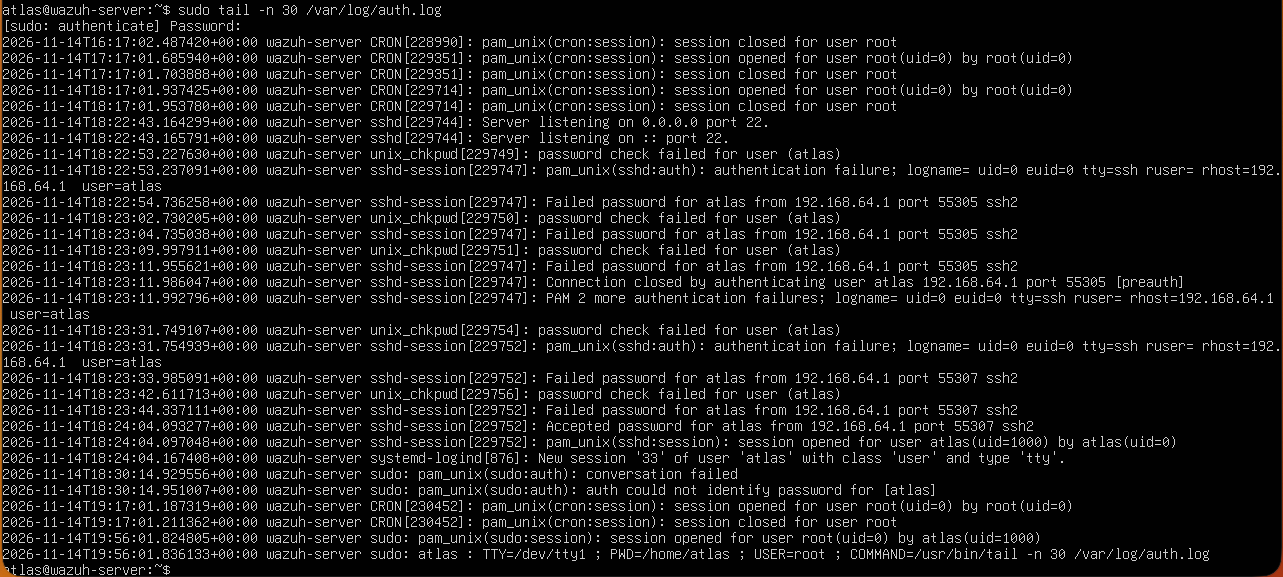 atlas@wazuh-server:~$ sudo tail -n 30 /var/log/auth.log
[sudo: authenticate] Password:
2026-11-14T16:17:02.487420+00:00 wazuh-server CRON[228990]: pam_unix(cron:session): session closed for user root
2026-11-14T17:17:01.685940+00:00 wazuh-server CRON[229351]: pam_unix(cron:session): session opened for user root(uid=0) by root(uid=0)
2026-11-14T17:17:01.703888+00:00 wazuh-server CRON[229351]: pam_unix(cron:session): session closed for user root
2026-11-14T18:17:01.937425+00:00 wazuh-server CRON[229714]: pam_unix(cron:session): session opened for user root(uid=0) by root(uid=0)
2026-11-14T18:17:01.953780+00:00 wazuh-server CRON[229714]: pam_unix(cron:session): session closed for user root
2026-11-14T18:22:43.164299+00:00 wazuh-server sshd[229744]: Server listening on 0.0.0.0 port 22.
2026-11-14T18:22:43.165791+00:00 wazuh-server sshd[229744]: Server listening on :: port 22.
2026-11-14T18:22:53.227630+00:00 wazuh-server unix_chkpwd[229749]: password check failed for user (atlas)
2026-11-14T18:22:53.237091+00:00 wazuh-server sshd-session[229747]: pam_unix(sshd:auth): authentication failure; logname= uid=0 euid=0 tty=ssh ruser= rhost=192.
168.64.1  user=atlas
2026-11-14T18:22:54.736258+00:00 wazuh-server sshd-session[229747]: Failed password for atlas from 192.168.64.1 port 55305 ssh2
2026-11-14T18:23:02.730205+00:00 wazuh-server unix_chkpwd[229750]: password check failed for user (atlas)
2026-11-14T18:23:04.735038+00:00 wazuh-server sshd-session[229747]: Failed password for atlas from 192.168.64.1 port 55305 ssh2
2026-11-14T18:23:09.997911+00:00 wazuh-server unix_chkpwd[229751]: password check failed for user (atlas)
2026-11-14T18:23:11.955621+00:00 wazuh-server sshd-session[229747]: Failed password for atlas from 192.168.64.1 port 55305 ssh2
2026-11-14T18:23:11.986047+00:00 wazuh-server sshd-session[229747]: Connection closed by authenticating user atlas 192.168.64.1 port 55305 [preauth]
2026-11-14T18:23:11.992796+00:00 wazuh-server sshd-session[229747]: PAM 2 more authentication failures; logname= uid=0 euid=0 tty=ssh ruser= rhost=192.168.64.1
 user=atlas
2026-11-14T18:23:31.749107+00:00 wazuh-server unix_chkpwd[229754]: password check failed for user (atlas)
2026-11-14T18:23:31.754939+00:00 wazuh-server sshd-session[229752]: pam_unix(sshd:auth): authentication failure; logname= uid=0 euid=0 tty=ssh ruser= rhost=192.
168.64.1  user=atlas
2026-11-14T18:23:33.985091+00:00 wazuh-server sshd-session[229752]: Failed password for atlas from 192.168.64.1 port 55307 ssh2
2026-11-14T18:23:42.611713+00:00 wazuh-server unix_chkpwd[229756]: password check failed for user (atlas)
2026-11-14T18:23:44.337111+00:00 wazuh-server sshd-session[229752]: Failed password for atlas from 192.168.64.1 port 55307 ssh2
2026-11-14T18:24:04.093277+00:00 wazuh-server sshd-session[229752]: Accepted password for atlas from 192.168.64.1 port 55307 ssh2
2026-11-14T18:24:04.097048+00:00 wazuh-server sshd-session[229752]: pam_unix(sshd:session): session opened for user atlas(uid=1000) by atlas(uid=0)
2026-11-14T18:24:04.167408+00:00 wazuh-server systemd-logind[876]: New session '33' of user 'atlas' with class 'user' and type 'tty'.
2026-11-14T18:30:14.929556+00:00 wazuh-server sudo: pam_unix(sudo:auth): conversation failed
2026-11-14T18:30:14.951007+00:00 wazuh-server sudo: pam_unix(sudo:auth): auth could not identify password for [atlas]
2026-11-14T19:17:01.187319+00:00 wazuh-server CRON[230452]: pam_unix(cron:session): session opened for user root(uid=0) by root(uid=0)
2026-11-14T19:17:01.211362+00:00 wazuh-server CRON[230452]: pam_unix(cron:session): session closed for user root
2026-11-14T19:56:01.824805+00:00 wazuh-server sudo: pam_unix(sudo:session): session opened for user root(uid=0) by atlas(uid=1000)
2026-11-14T19:56:01.836133+00:00 wazuh-server sudo: atlas : TTY=/dev/tty1 ; PWD=/home/atlas ; USER=root ; COMMAND=/usr/bin/tail -n 30 /var/log/auth.log
atlas@wazuh-server:~$